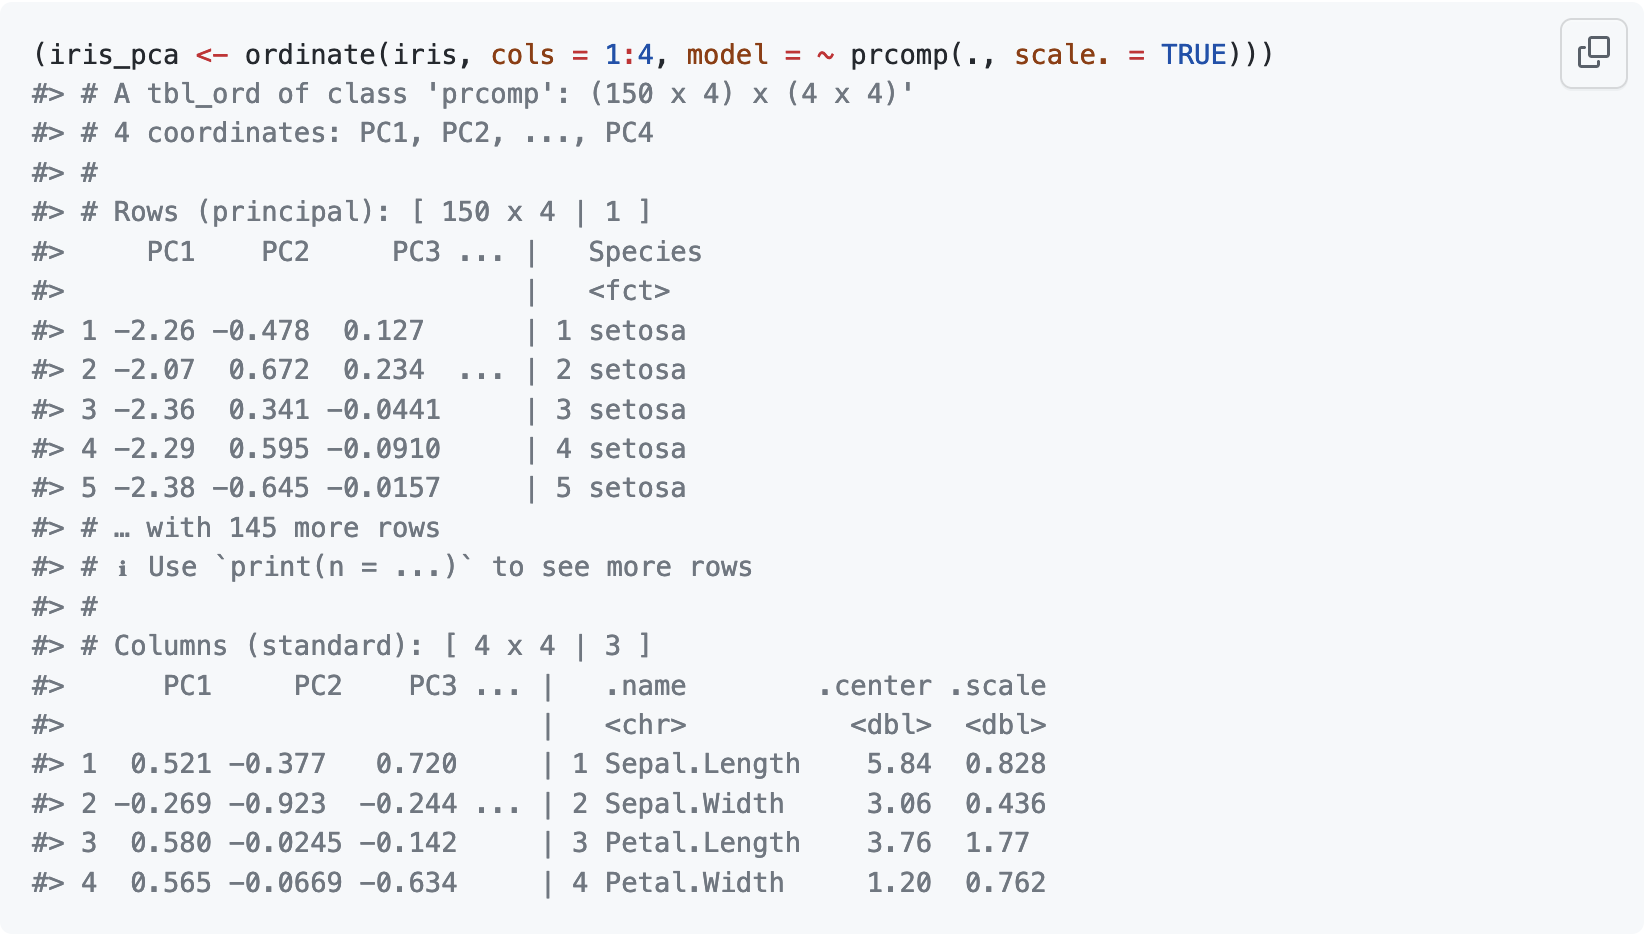 (iris_pca <- ordinate(iris, cols = 1:4, model = ~ prcomp(., scale. = TRUE)))
#> # A tbl_ord of class 'prcomp': (150 x 4) x (4 x 4)'
#> # 4 coordinates: PC1, PC2, ..., PC4
#> #
#> # Rows (principal): [ 150 x 4 | 1 ]
#>     PC1    PC2     PC3 ... |   Species
#>                            |   <fct>
#> 1 -2.26 -0.478  0.127      | 1 setosa
#> 2 -2.07  0.672  0.234  ... | 2 setosa
#> 3 -2.36  0.341 -0.0441     | 3 setosa
#> 4 -2.29  0.595 -0.0910     | 4 setosa
#> 5 -2.38 -0.645 -0.0157     | 5 setosa
#> # … with 145 more rows
#> # ℹ Use `print(n = ...)` to see more rows
#> #
#> # Columns (standard): [ 4 x 4 | 3 ]
#>      PC1     PC2    PC3 ... |   .name        .center .scale
#>                             |   <chr>          <dbl>  <dbl>
#> 1  0.521 -0.377   0.720     | 1 Sepal.Length    5.84  0.828
#> 2 -0.269 -0.923  -0.244 ... | 2 Sepal.Width     3.06  0.436
#> 3  0.580 -0.0245 -0.142     | 3 Petal.Length    3.76  1.77
#> 4  0.565 -0.0669 -0.634     | 4 Petal.Width     1.20  0.762